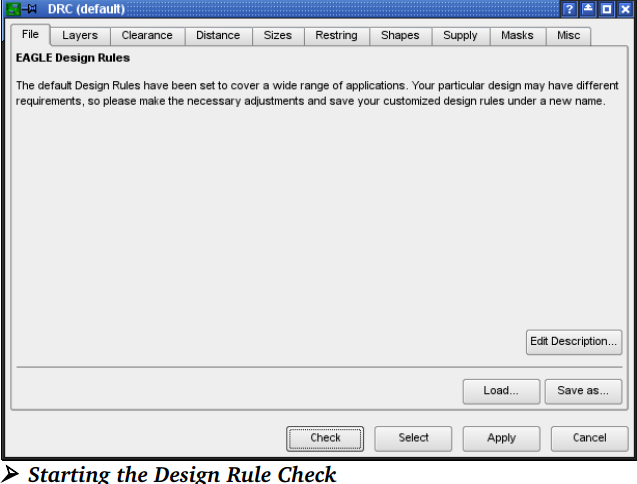 DRC (default)
File Layers Clearance Distance Sizes Restring Shapes Supply Masks Misc
EAGLE Design Rules
The default Design Rules have been set to cover a wide range of applications. Your particular design may have different
requirements, so please make the necessary adjustments and save your customized design rules under a new name.
Edit Description...
Load... Save as...
Check Select Apply Cancel
➢ Starting the Design Rule Check